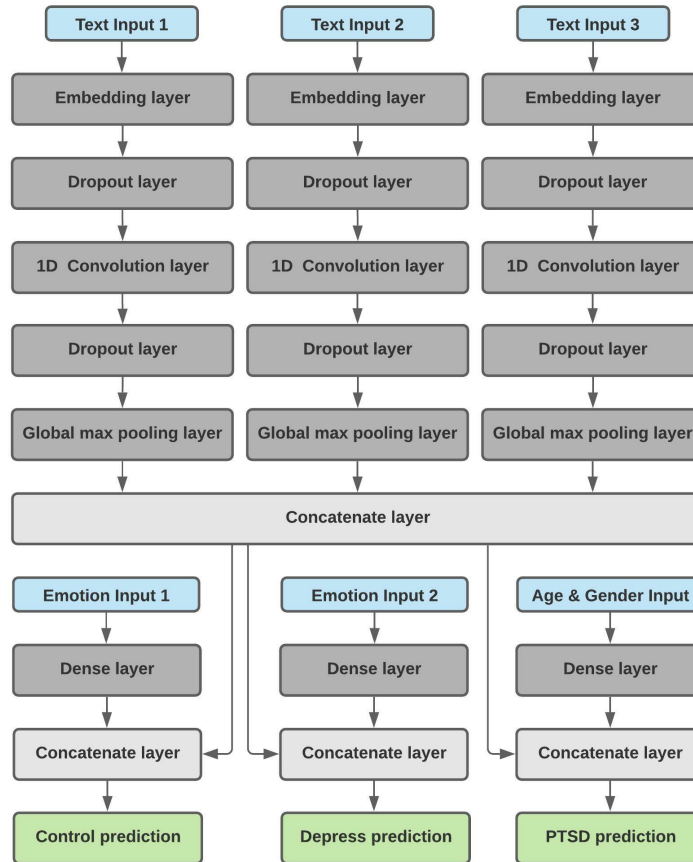 Text Input 1
Text Input 2
Text Input 3
Embedding layer
Embedding layer
Embedding layer
Dropout layer
Dropout layer
Dropout layer
1D Convolution layer
1D Convolution layer
1D Convolution layer
Dropout layer
Dropout layer
Dropout layer
Global max pooling layer
Global max pooling layer
Global max pooling layer
Concatenate layer
Emotion Input 1
Emotion Input 2
Age & Gender Input
Dense layer
Dense layer
Dense layer
Concatenate layer
Concatenate layer
Concatenate layer
Control prediction
Depress prediction
PTSD prediction